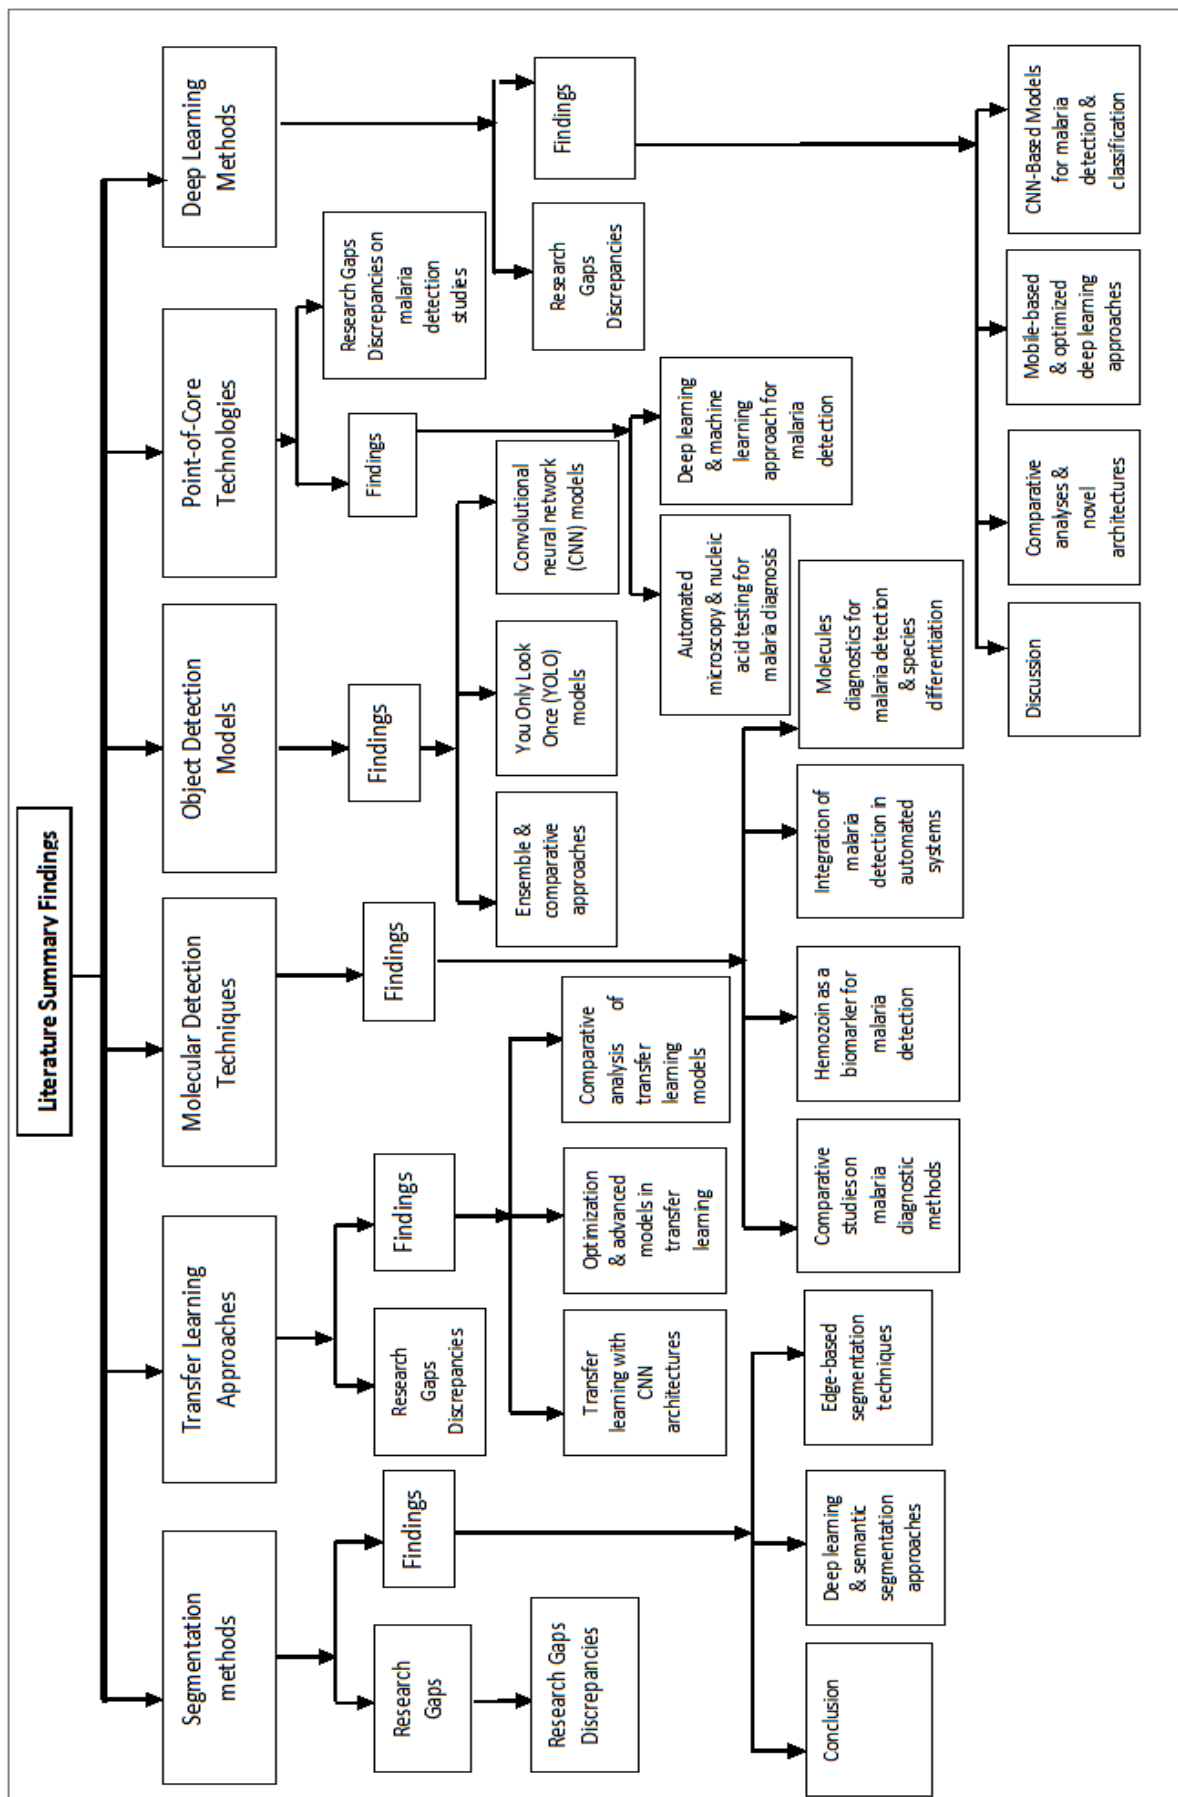 Literature Summary Findings
Segmentation
methods
Transfer Learning
Approaches
Molecular Detection
Techniques
Object Detection
Models
Point-of-Core
Technologies
Deep Learning
Methods
Research
Gaps
Findings
Research Gaps
Discrepancies
Conclusion
Deep learning
& semantic
segmentation
approaches
Edge-based
segmentation
techniques
Research
Gaps
Discrepancies
Findings
Transfer
learning with
CNN
architectures
Optimization
& advanced
models in
transfer
learning
Comparative
analysis of
transfer
learning
models
Findings
Comparative
studies on
malaria
diagnostic
methods
Hemozoin as a
biomarker for
malaria
detection
Integration of
malaria
detection in
automated
systems
Molecules
diagnostics for
malaria detection
& species
differentiation
Findings
Ensemble &
comparative
approaches
You Only Look
Once (YOLO)
models
Convolutional
neural network
(CNN) models
Findings
Research Gaps
Discrepancies on
malaria
detection
studies
Automated
microscopy & nucleic
acid testing for
malaria diagnosis
Deep learning
& machine
learning
approach for
malaria
detection
Research
Gaps
Discrepancies
Findings
Discussion
Comparative
analyses &
novel
architectures
Mobile-based
& optimized
deep learning
approaches
CNN-Based Models
for malaria
detection &
classification